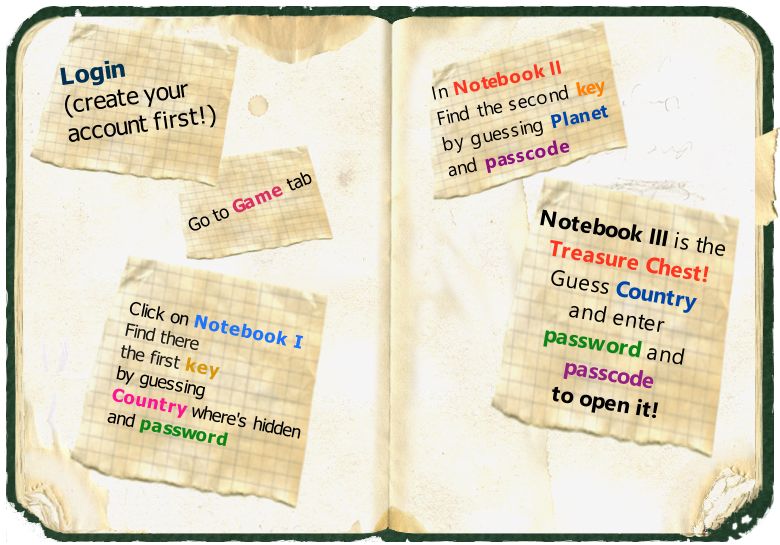 Login
(create your
account first!)
Go to Game tab
Click on Notebook I
Find there
the first key
by guessing
Country where's hidden
and password
In Notebook II
Find the second key
by guessing Planet
and passcode
Notebook III is the
Treasure Chest!
Guess Country
and enter
password and
passcode
to open it!